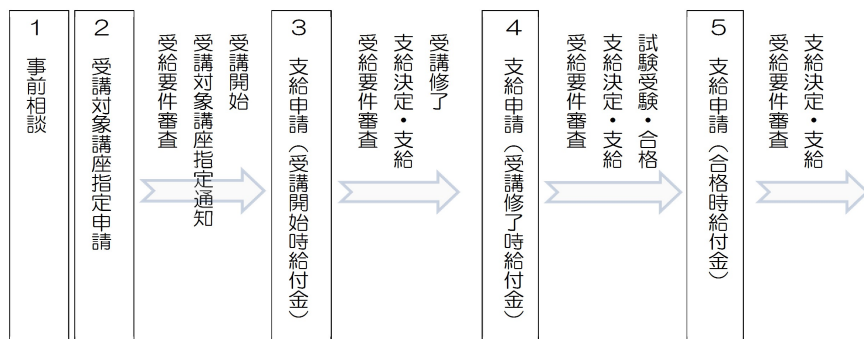 1 事前相談
2 受講対象講座指定申請
受給要件審査
受講対象講座指定通知
受講開始
3 支給申請（受講開始時給付金）
受給要件審査
支給決定・支給
受講修了
4 支給申請（受講修了時給付金）
受給要件審査
支給決定・支給
試験受験・合格
5 支給申請（合格時給付金）
受給要件審査
支給決定・支給